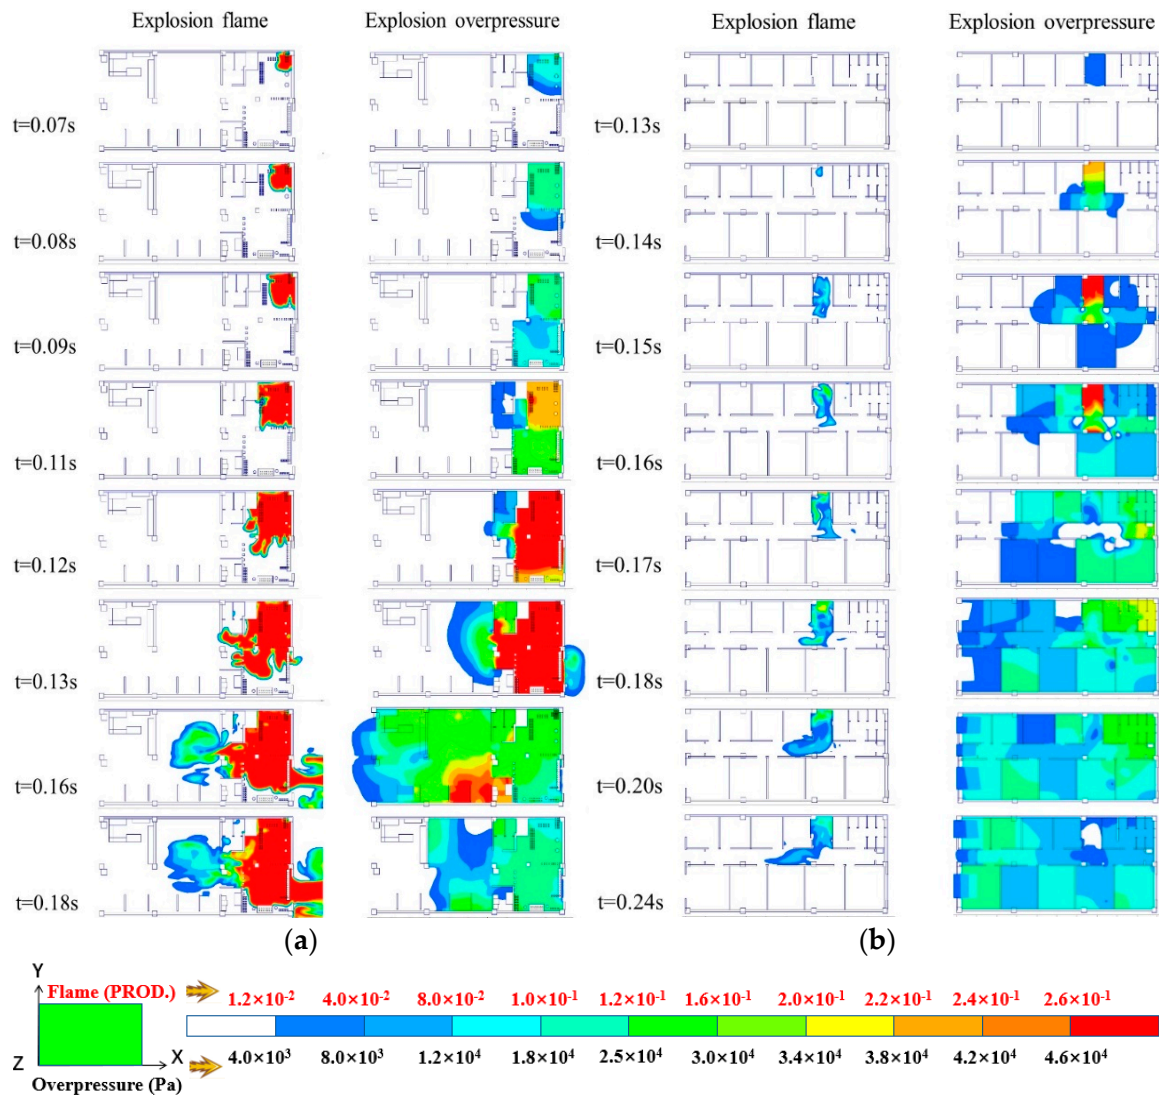 Explosion flame Explosion overpressure Explosion flame Explosion overpressure
t=0.07s t=0.13s
t=0.08s t=0.14s
t=0.09s t=0.15s
t=0.11s t=0.16s
t=0.12s t=0.17s
t=0.13s t=0.18s
t=0.16s t=0.20s
t=0.18s t=0.24s
(a) (b)
Y
Flame (PROD.) 1.2×10⁻² 4.0×10⁻² 8.0×10⁻² 1.0×10⁻¹ 1.2×10⁻¹ 1.6×10⁻¹ 2.0×10⁻¹ 2.2×10⁻¹ 2.4×10⁻¹ 2.6×10⁻¹
Z X 4.0×10³ 8.0×10³ 1.2×10⁴ 1.8×10⁴ 2.5×10⁴ 3.0×10⁴ 3.4×10⁴ 3.8×10⁴ 4.2×10⁴ 4.6×10⁴
Overpressure (Pa)